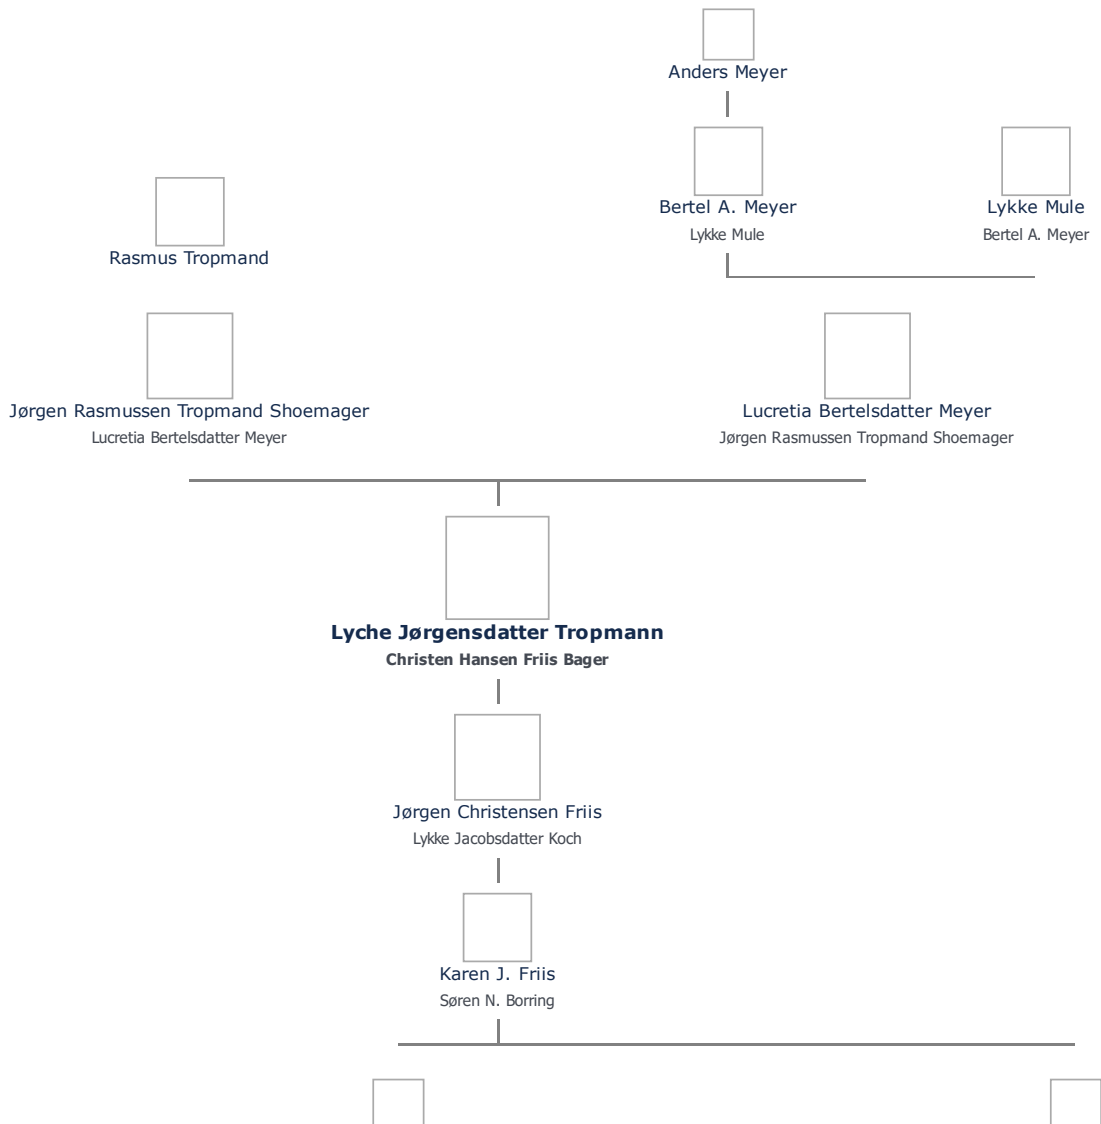 Anders Meyer
Bertel A. Meyer
Lykke Mule
Lykke Mule
Bertel A. Meyer
Rasmus Tropmand
Jørgen Rasmussen Tropmand Shoemager
Lucretia Bertelsdatter Meyer
Lucretia Bertelsdatter Meyer
Jørgen Rasmussen Tropmand Shoemager
Lyche Jørgensdatter Tropmann
Christen Hansen Friis Bager
Jørgen Christensen Friis
Lykke Jacobsdatter Koch
Karen J. Friis
Søren N. Borring